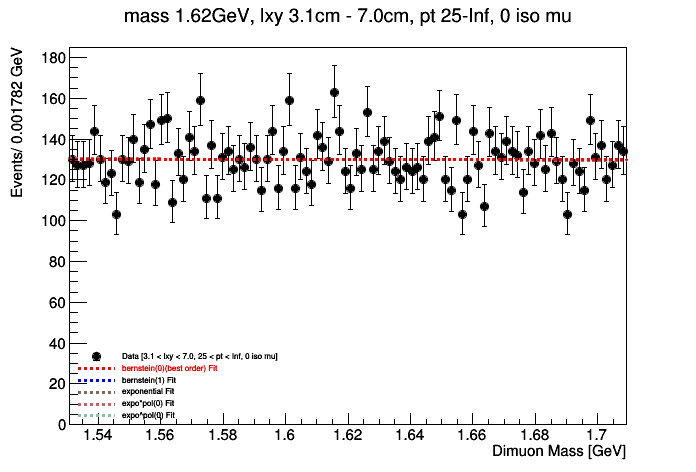 mass 1.62GeV, lxy 3.1cm - 7.0cm, pt 25-Inf, 0 iso mu
Events/ 0.001782 GeV
180
160
140
120
100
80
60
40
20
0
Data [3.1 < lxy < 7.0, 25 < pt < Inf, 0 iso mu]
bernstein(0)(best order) Fit
bernstein(1) Fit
exponential Fit
expo*pol(0) Fit
expo^pol(0) Fit
1.54 1.56 1.58 1.6 1.62 1.64 1.66 1.68 1.7
Dimuon Mass [GeV]